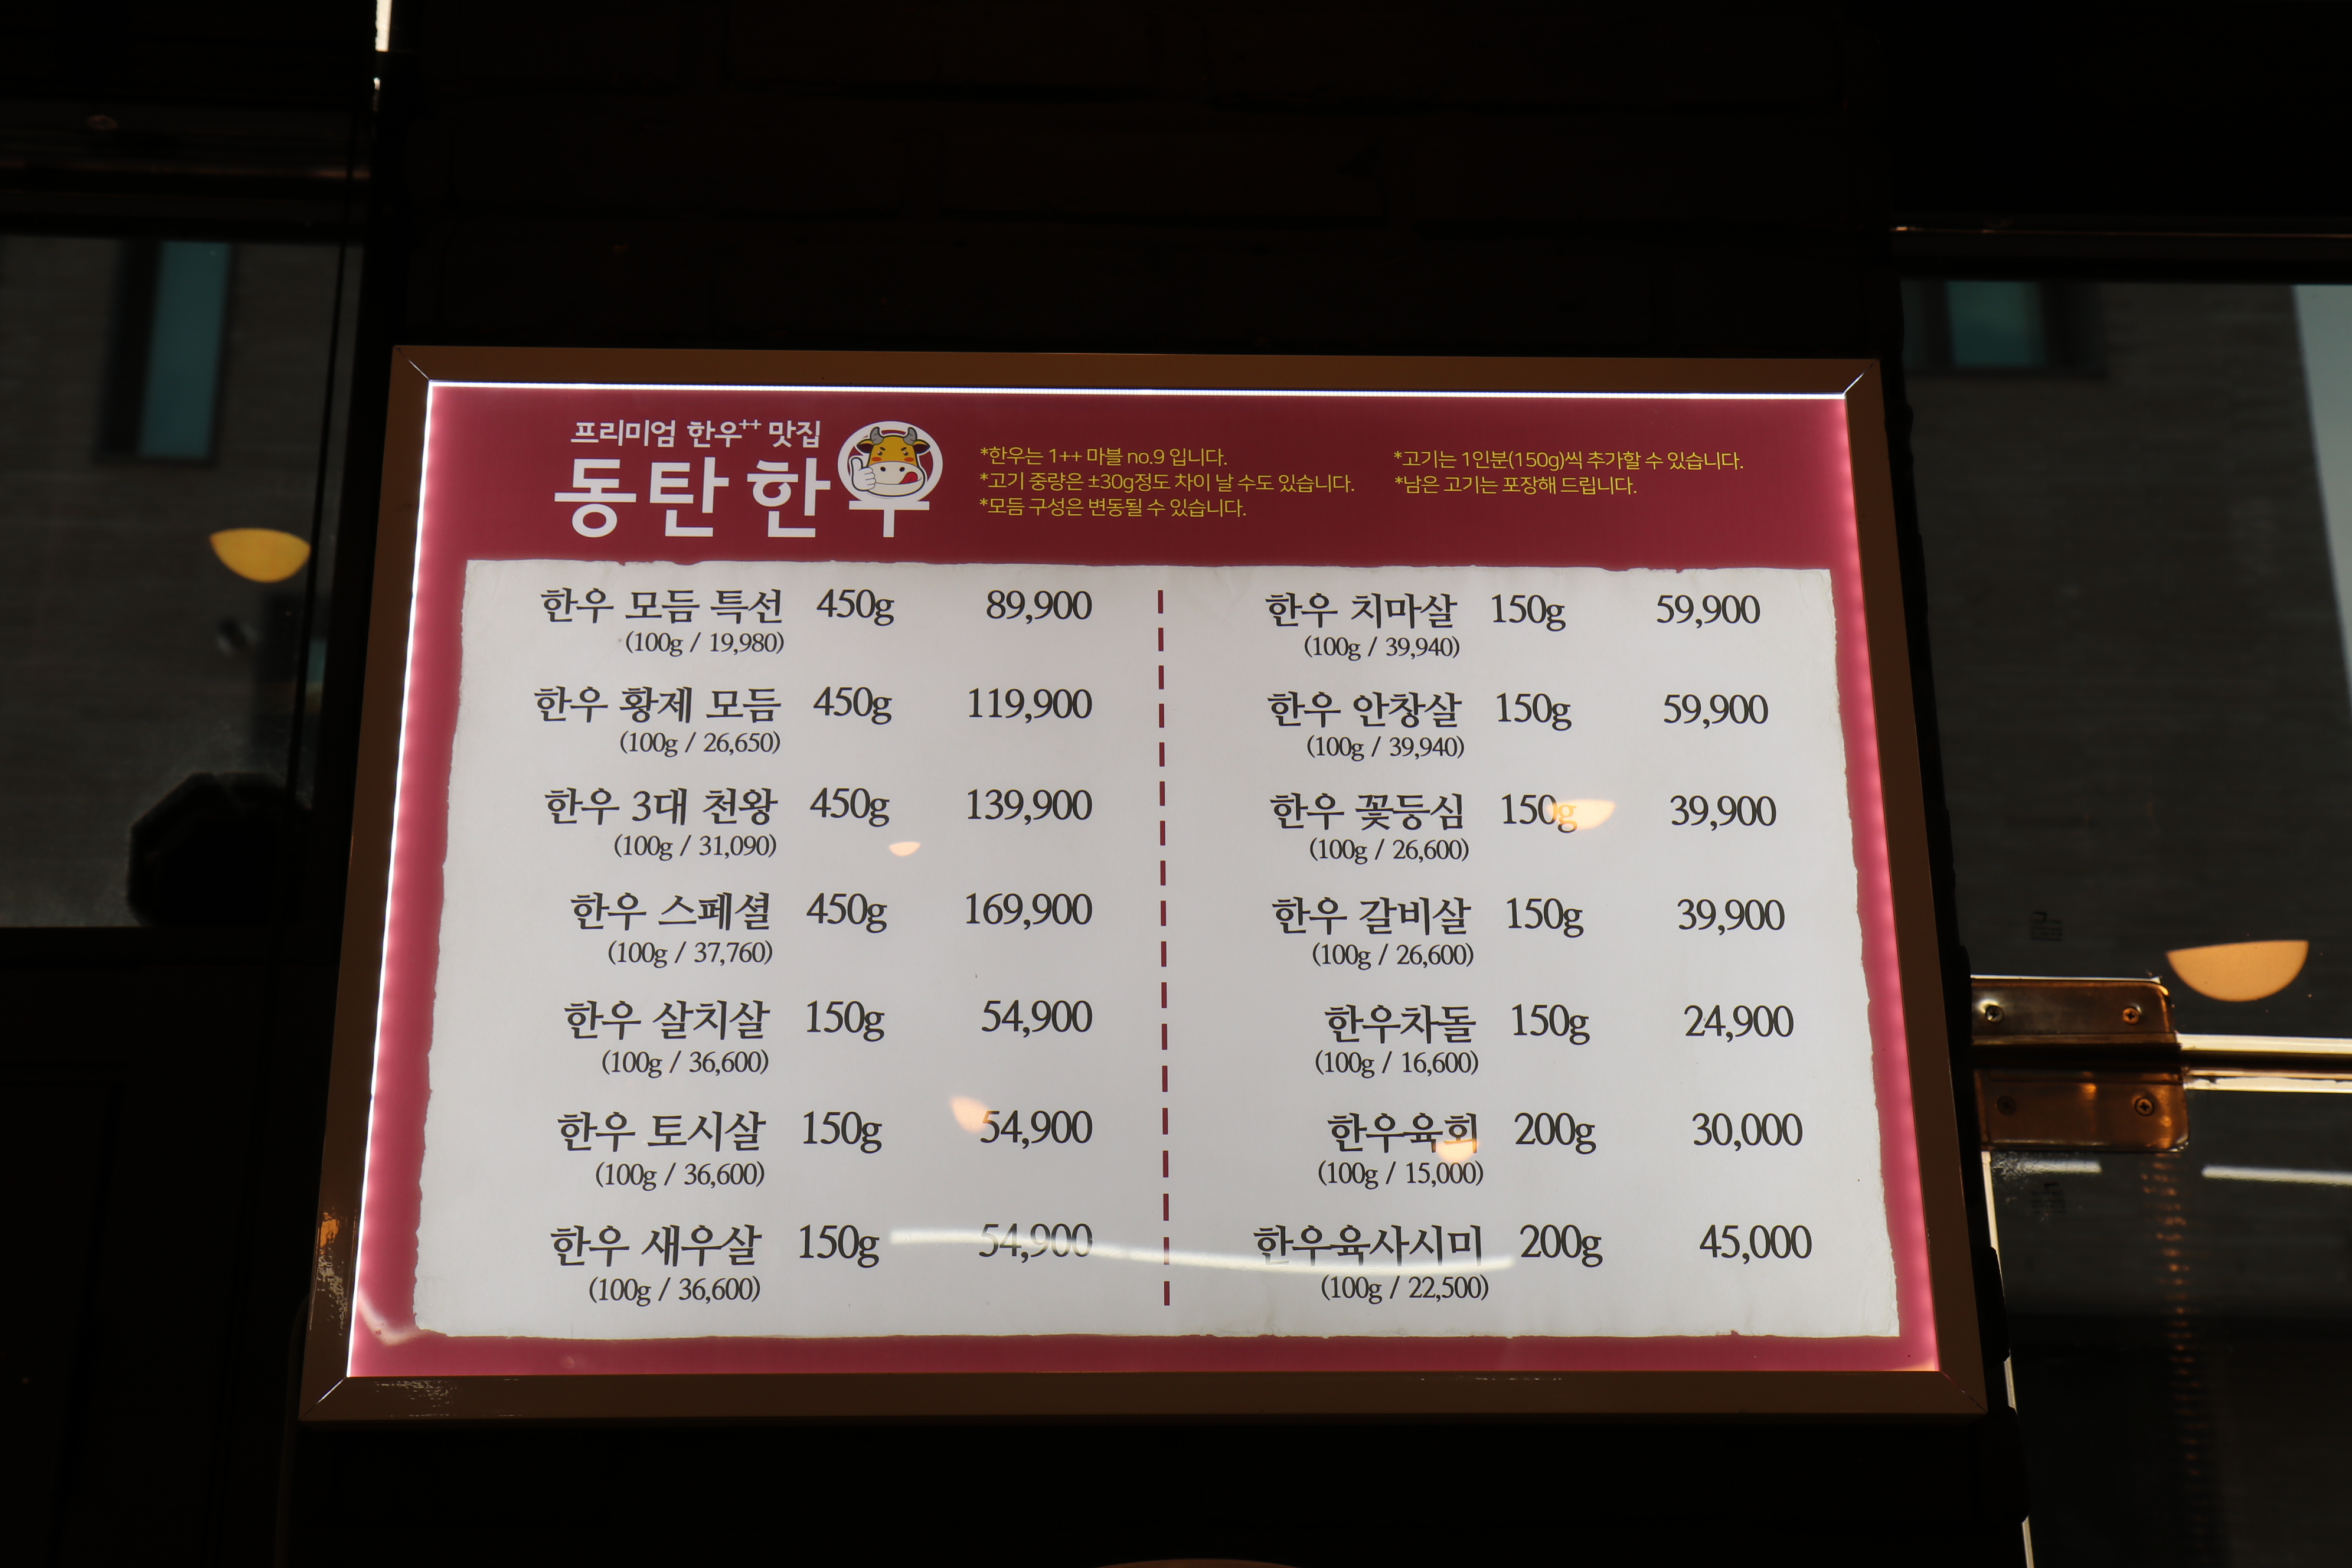 프리미엄 한우++ 맛집
동탄한우
*한우는 1++ 마블 no.9 입니다.
*고기 중량은 ±30g정도 차이 날 수도 있습니다.
*모듬 구성은 변동될 수 있습니다.
*고기는 1인분(150g)씩 추가할 수 있습니다.
*남은 고기는 포장해 드립니다.
한우 모듬 특선 450g 89,900
(100g / 19,980)
한우 황제 모듬 450g 119,900
(100g / 26,650)
한우 3대 천왕 450g 139,900
(100g / 31,090)
한우 스페셜 450g 169,900
(100g / 37,760)
한우 살치살 150g 54,900
(100g / 36,600)
한우 토시살 150g 54,900
(100g / 36,600)
한우 새우살 150g 54,900
(100g / 36,600)
한우 치마살 150g 59,900
(100g / 39,940)
한우 안창살 150g 59,900
(100g / 39,940)
한우 꽃등심 150g 39,900
(100g / 26,600)
한우 갈비살 150g 39,900
(100g / 26,600)
한우차돌 150g 24,900
(100g / 16,600)
한우육회 200g 30,000
(100g / 15,000)
한우육사시미 200g 45,000
(100g / 22,500)